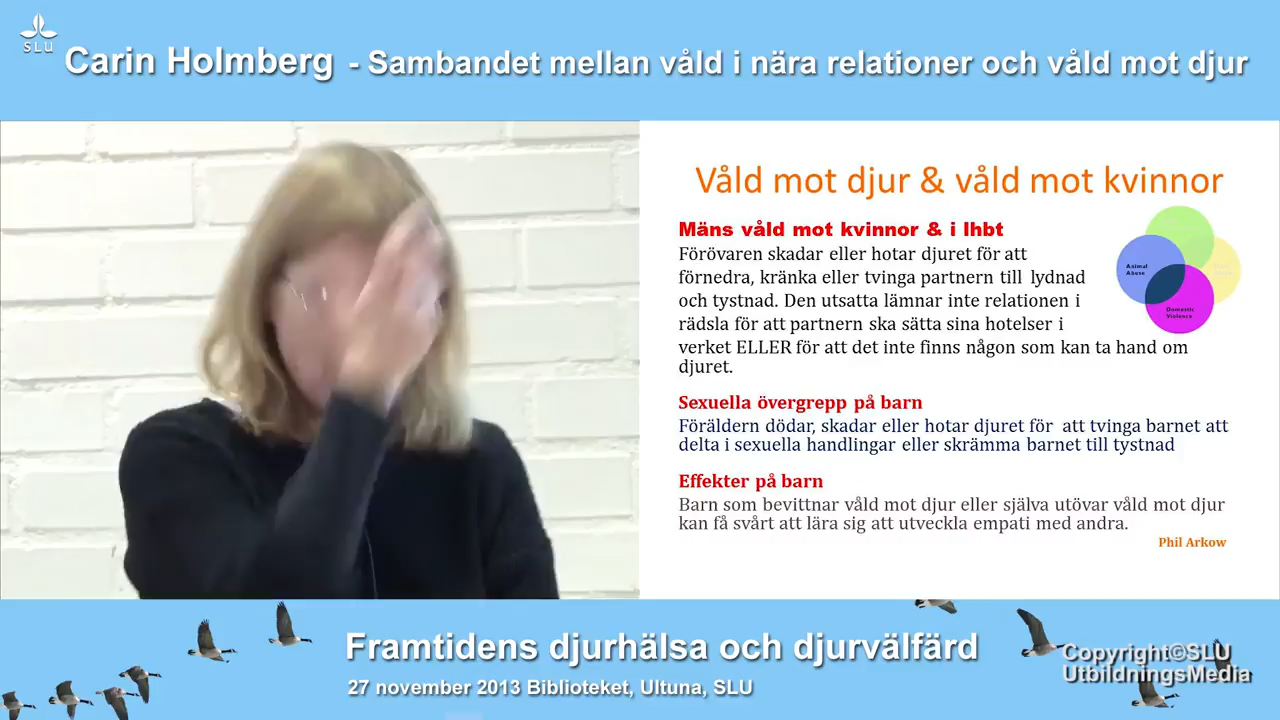 SLU
Carin Holmberg - Sambandet mellan våld i nära relationer och våld mot djur
Våld mot djur & våld mot kvinnor
Mäns våld mot kvinnor & i lhbt
Förövaren skadar eller hotar djuret för att
förnedra, kränka eller tvinga partnern till lydnad
och tystnad. Den utsatta lämnar inte relationen i
rädsla för att partnern ska sätta sina hotelser i
verket ELLER för att det inte finns någon som kan ta hand om
djuret.
Animal
Abuse
Domestic
Violence
Sexuella övergrepp på barn
Föräldern dödar, skadar eller hotar djuret för att tvinga barnet att
delta i sexuella handlingar eller skrämma barnet till tystnad
Effekter på barn
Barn som bevittnar våld mot djur eller själva utövar våld mot djur
kan få svårt att lära sig att utveckla empati med andra.
Phil Arkow
Framtidens djurhälsa och djurvälfärd
27 november 2013 Biblioteket, Ultuna, SLU
Copyright©SLU
UtbildningsMedia